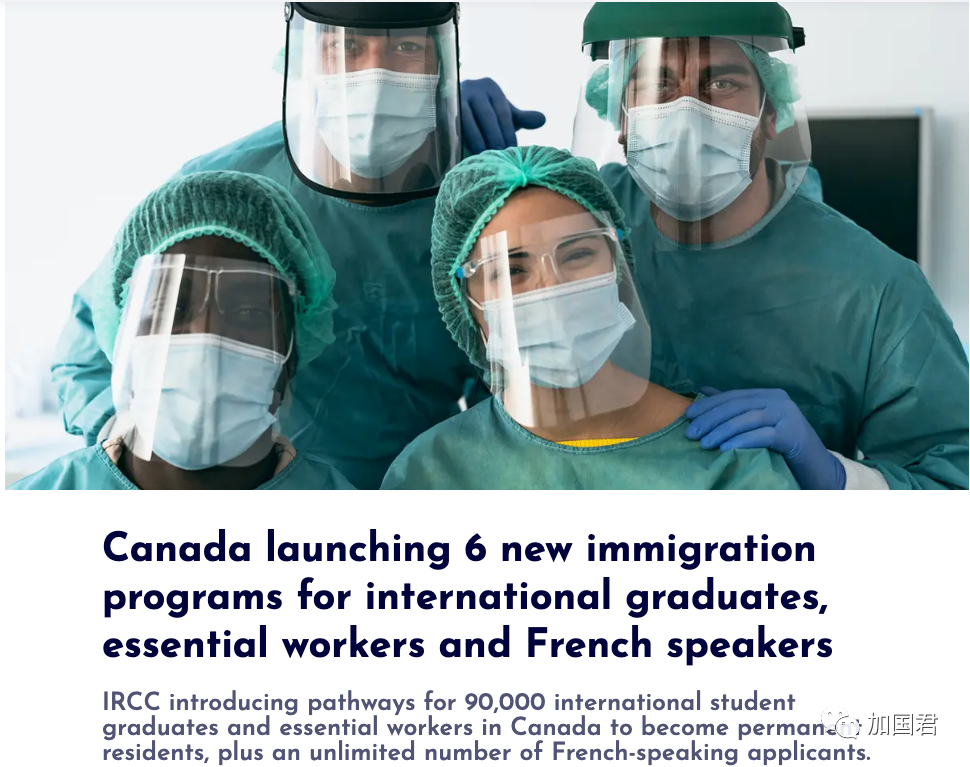 Canada launching 6 new immigration
programs for international graduates,
essential workers and French speakers
IRCC introducing pathways for 90,000 international student
graduates and essential workers in Canada to become permanent
residents, plus an unlimited number of French-speaking applicants.
加国君